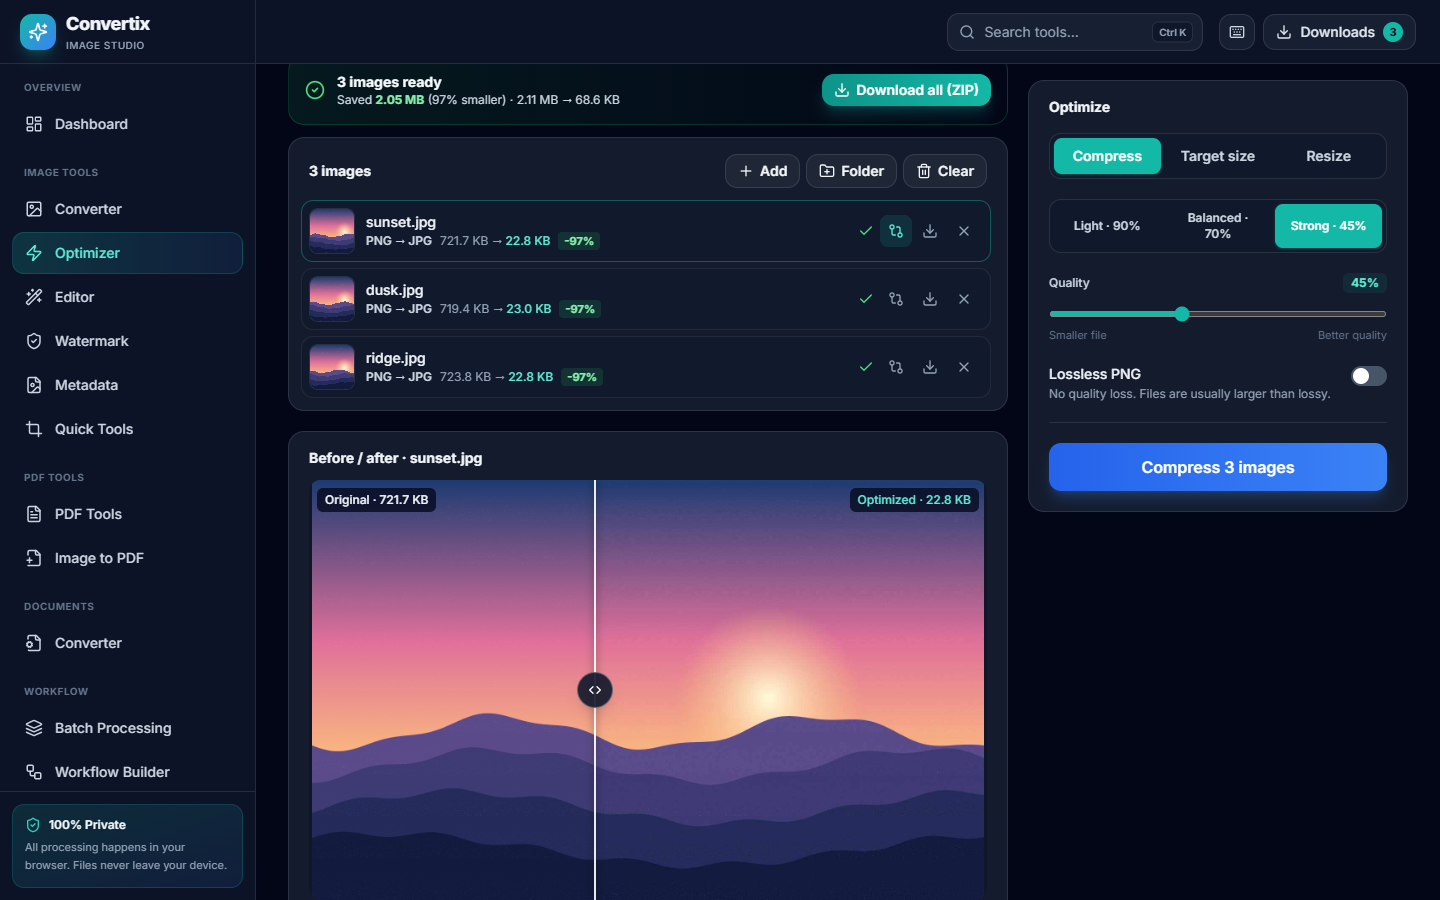 Convertix
IMAGE STUDIO
Search tools...
Ctrl K
Downloads 3
OVERVIEW
Dashboard
IMAGE TOOLS
Converter
Optimizer
Editor
Watermark
Metadata
Quick Tools
PDF TOOLS
PDF Tools
Image to PDF
DOCUMENTS
Converter
WORKFLOW
Batch Processing
Workflow Builder
100% Private
All processing happens in your
browser. Files never leave your device.
3 images ready
Saved 2.05 MB (97% smaller) · 2.11 MB → 68.6 KB
Download all (ZIP)
3 images
Add
Folder
Clear
sunset.jpg
PNG → JPG 721.7 KB → 22.8 KB -97%
dusk.jpg
PNG → JPG 719.4 KB → 23.0 KB -97%
ridge.jpg
PNG → JPG 723.8 KB → 22.8 KB -97%
Before / after · sunset.jpg
Original · 721.7 KB
Optimized · 22.8 KB
Optimize
Compress
Target size
Resize
Light · 90%
Balanced ·
70%
Strong · 45%
Quality
45%
Smaller file
Better quality
Lossless PNG
No quality loss. Files are usually larger than lossy.
Compress 3 images